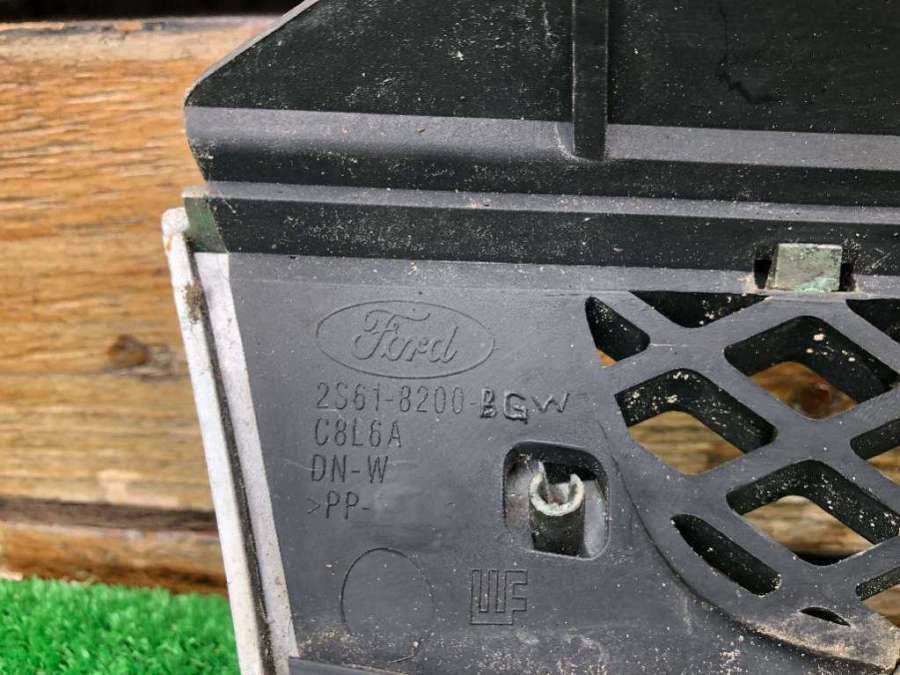 Ford
2S61-8200-BGW
C8L6A
DN-W
>PP-